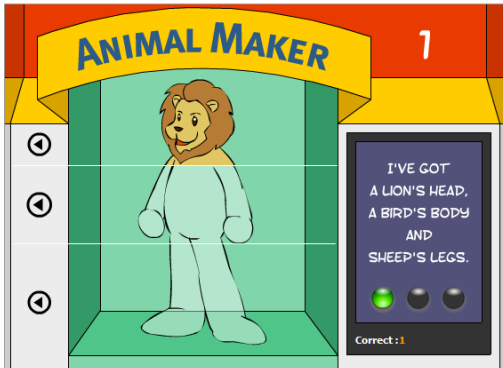 ANIMAL MAKER
1
I'VE GOT
A LION'S HEAD,
A BIRD'S BODY
AND
SHEEP'S LEGS.
Correct :1